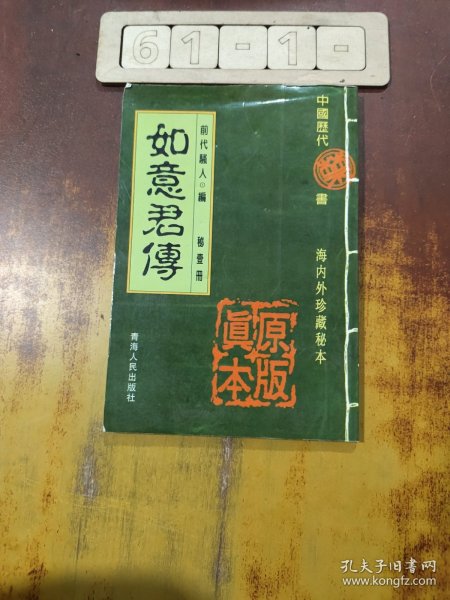 61-1-
中國歷代
書
海内外珍藏秘本
前代騷人⊙編 秘壹册
如意君傳
原版
真本
青海人民出版社
孔夫子旧书网
www.kongfz.com